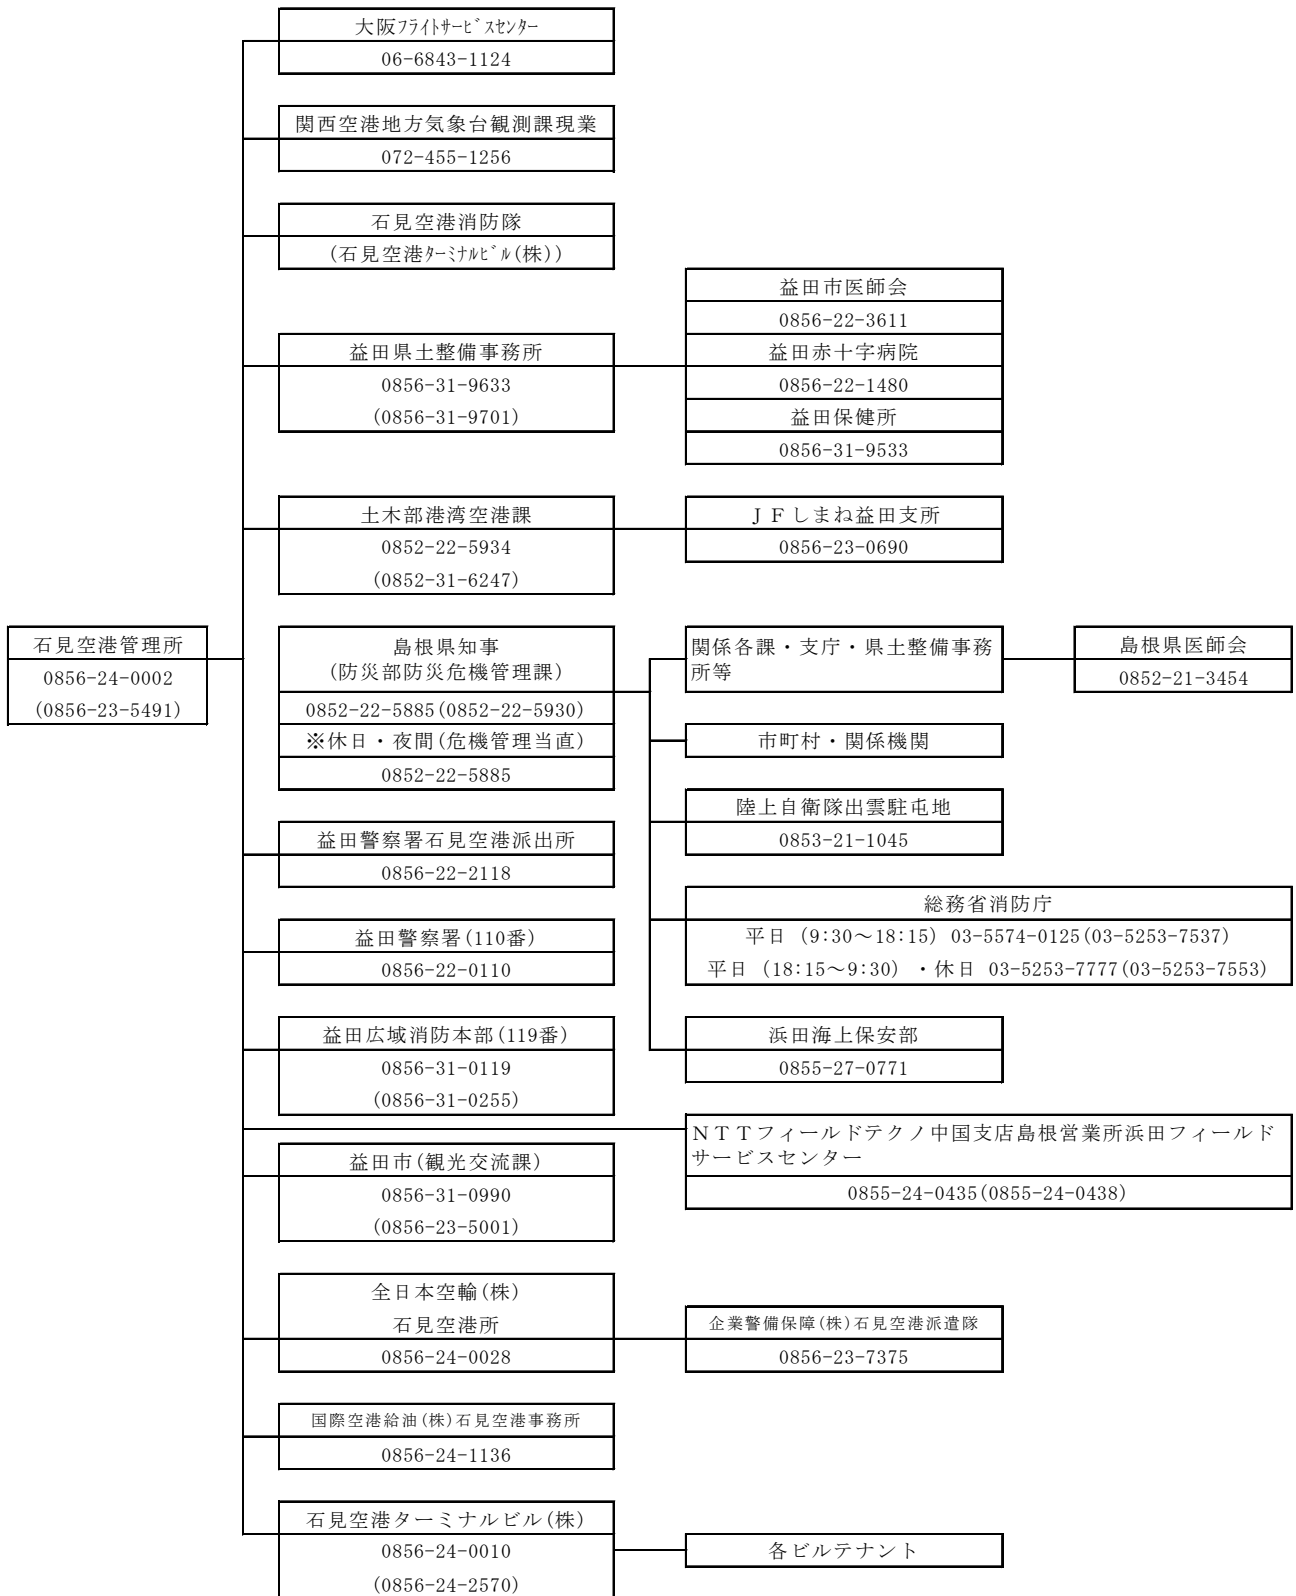 大阪ﾌﾗｲﾄｻｰﾋﾞｽｾﾝﾀｰ
06-6843-1124
関西空港地方気象台観測課現業
072-455-1256
石見空港消防隊
(石見空港ﾀｰﾐﾅﾙﾋﾞﾙ(株))
益田市医師会
0856-22-3611
益田県土整備事務所
0856-31-9633
(0856-31-9701)
益田赤十字病院
0856-22-1480
益田保健所
0856-31-9533
土木部港湾空港課
0852-22-5934
(0852-31-6247)
ＪＦしまね益田支所
0856-23-0690
石見空港管理所
0856-24-0002
(0856-23-5491)
島根県知事
(防災部防災危機管理課)
0852-22-5885(0852-22-5930)
※休日・夜間(危機管理当直)
0852-22-5885
関係各課・支庁・県土整備事務
所等
島根県医師会
0852-21-3454
市町村・関係機関
陸上自衛隊出雲駐屯地
0853-21-1045
益田警察署石見空港派出所
0856-22-2118
総務省消防庁
平日 (9:30～18:15) 03-5574-0125(03-5253-7537)
平日 (18:15～9:30) ・休日 03-5253-7777(03-5253-7553)
益田警察署(110番)
0856-22-0110
益田広域消防本部(119番)
0856-31-0119
(0856-31-0255)
浜田海上保安部
0855-27-0771
ＮＴＴフィールドテクノ中国支店島根営業所浜田フィールド
サービスセンター
0855-24-0435(0855-24-0438)
益田市(観光交流課)
0856-31-0990
(0856-23-5001)
全日本空輸(株)
石見空港所
0856-24-0028
企業警備保障(株)石見空港派遣隊
0856-23-7375
国際空港給油(株)石見空港事務所
0856-24-1136
石見空港ターミナルビル(株)
0856-24-0010
(0856-24-2570)
各ビルテナント